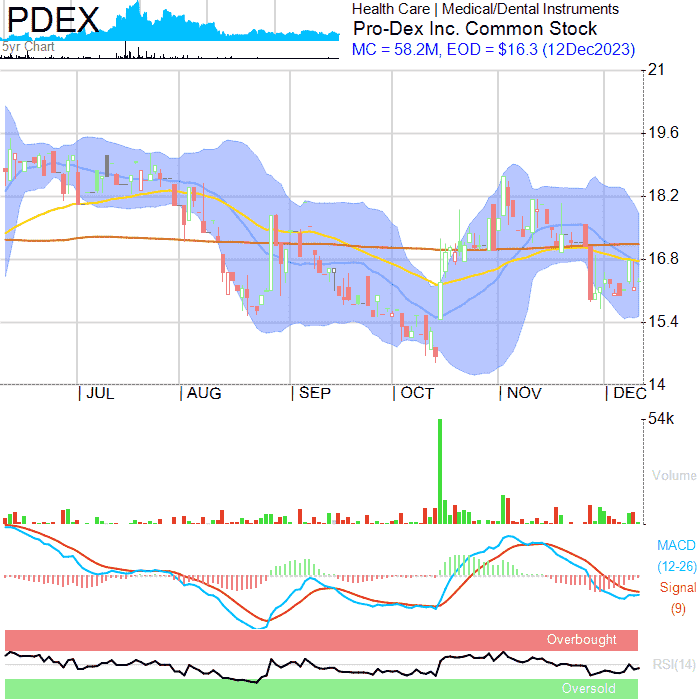 PDEX
5yr Chart
Health Care | Medical/Dental Instruments
Pro-Dex Inc. Common Stock
MC = 58.2M, EOD = $16.3 (12Dec2023)
21
19.6
18.2
16.8
15.4
14
| JUL
| AUG
| SEP
| OCT
| NOV
| DEC
54k
Volume
MACD
(12-26)
Signal
(9)
Overbought
RSI(14)
Oversold